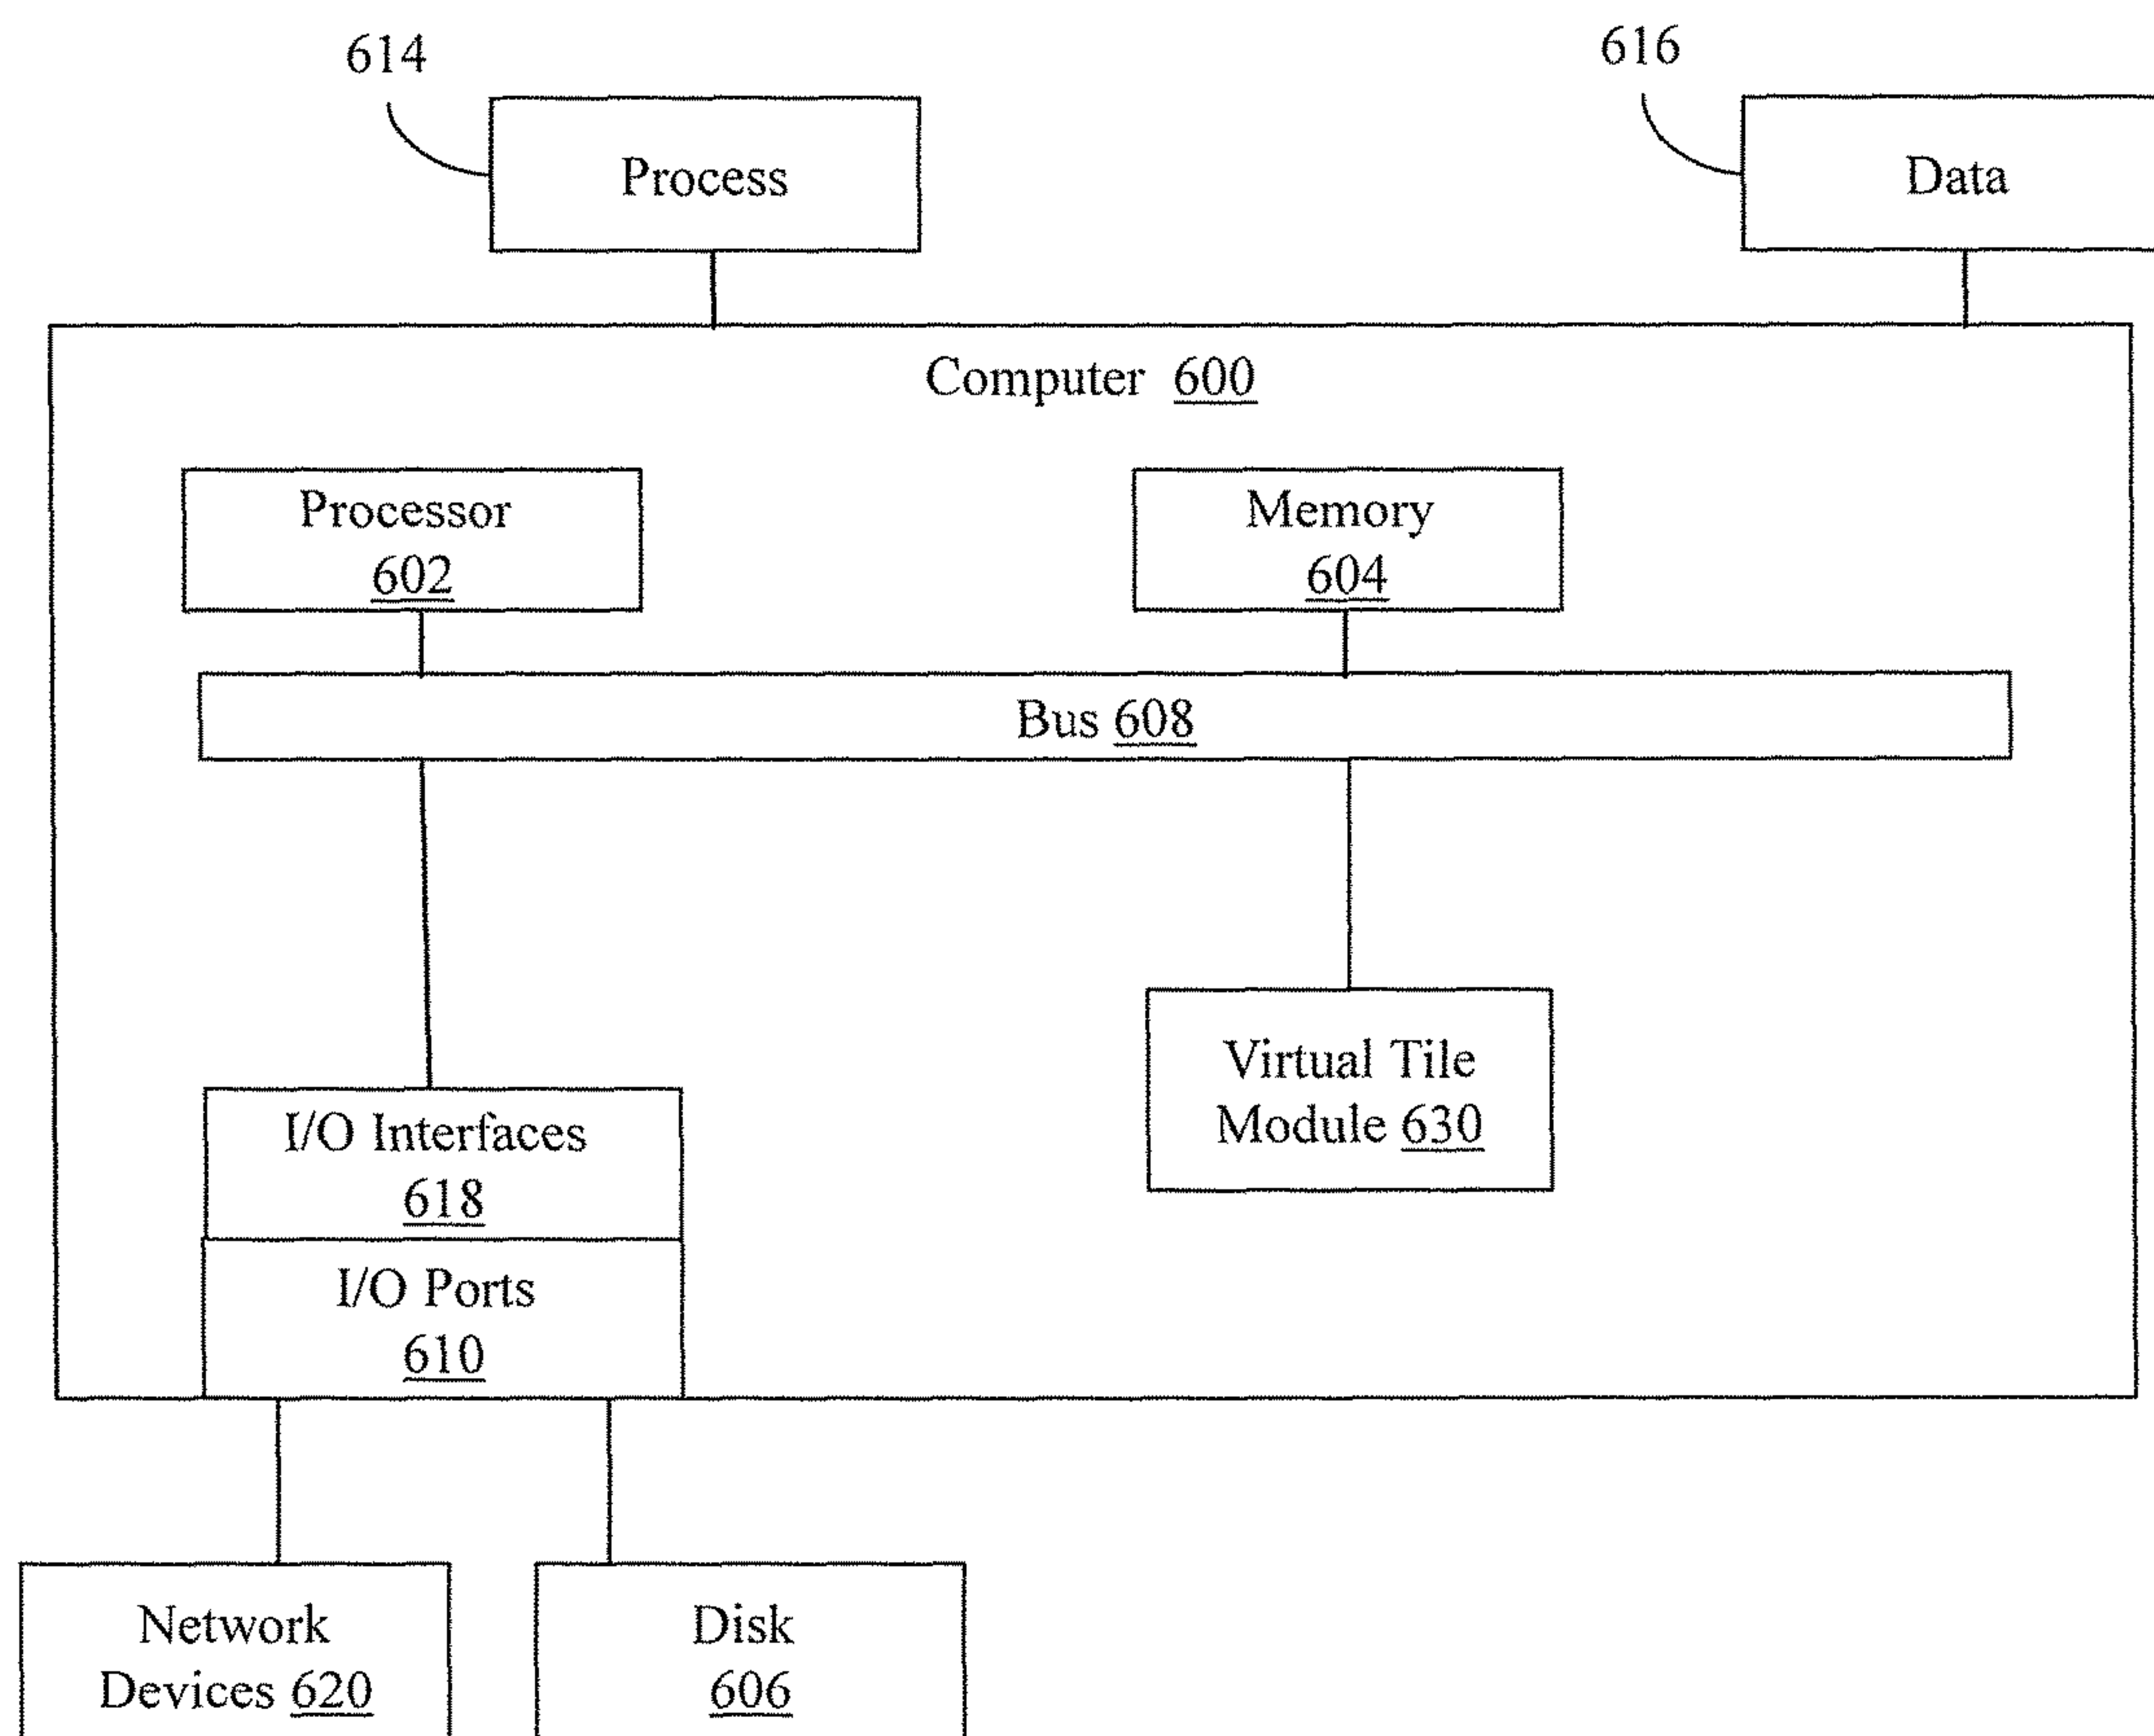 614
616
Process
Data
Computer 600
Processor
602
Memory
604
Bus 608
Virtual Tile
Module 630
I/O Interfaces
618
I/O Ports
610
Network
Devices 620
Disk
606